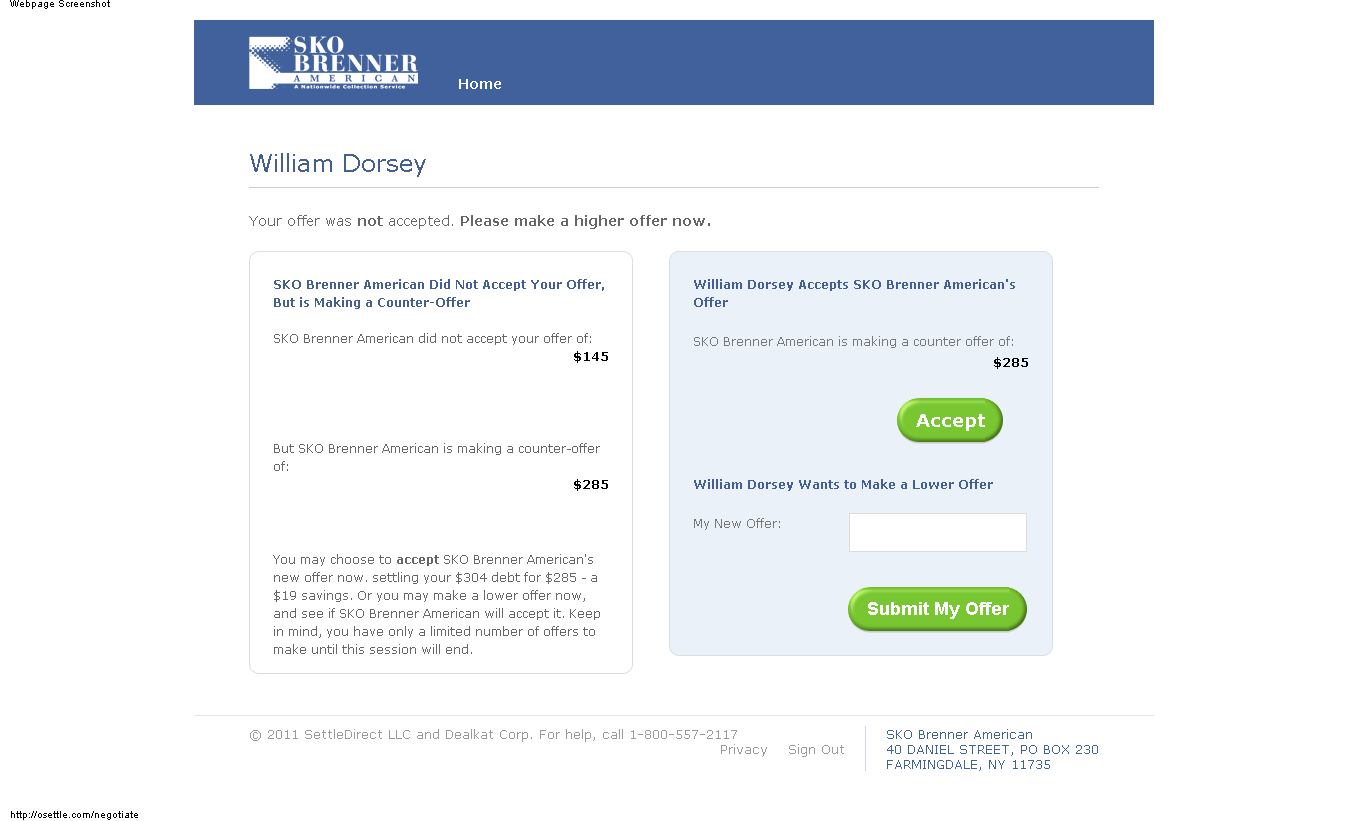 Webpage Screenshot
SKO
BRENNER
AMERICAN
A Nationwide Collection Service
Home
William Dorsey
Your offer was not accepted. Please make a higher offer now.
SKO Brenner American Did Not Accept Your Offer,
But is Making a Counter-Offer
SKO Brenner American did not accept your offer of:
$145
But SKO Brenner American is making a counter-offer
of:
$285
You may choose to accept SKO Brenner American's
new offer now. settling your $304 debt for $285 - a
$19 savings. Or you may make a lower offer now,
and see if SKO Brenner American will accept it. Keep
in mind, you have only a limited number of offers to
make until this session will end.
William Dorsey Accepts SKO Brenner American's
Offer
SKO Brenner American is making a counter offer of:
$285
Accept
William Dorsey Wants to Make a Lower Offer
My New Offer:
Submit My Offer
© 2011 SettleDirect LLC and Dealkat Corp. For help, call 1-800-557-2117
Privacy Sign Out
SKO Brenner American
40 DANIEL STREET, PO BOX 230
FARMINGDALE, NY 11735
http://osettle.com/negotiate